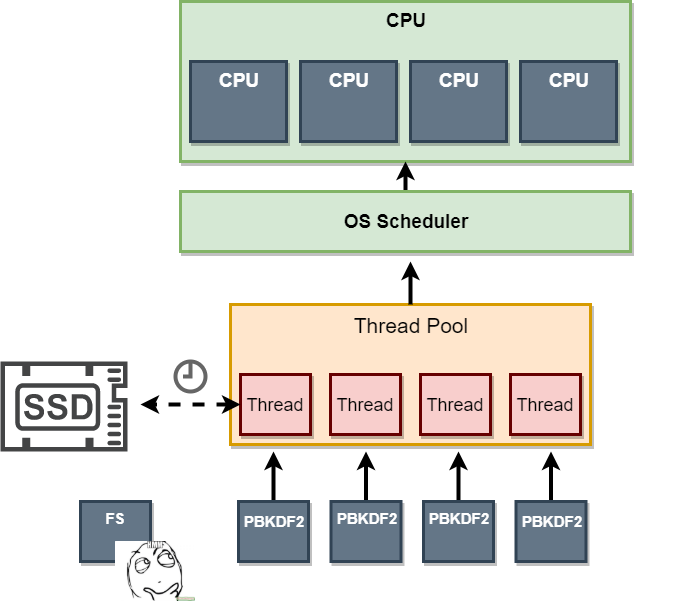 CPU
CPU
CPU
CPU
CPU
OS Scheduler
Thread Pool
SSD
Thread
Thread
Thread
Thread
FS
PBKDF2
PBKDF2
PBKDF2
PBKDF2